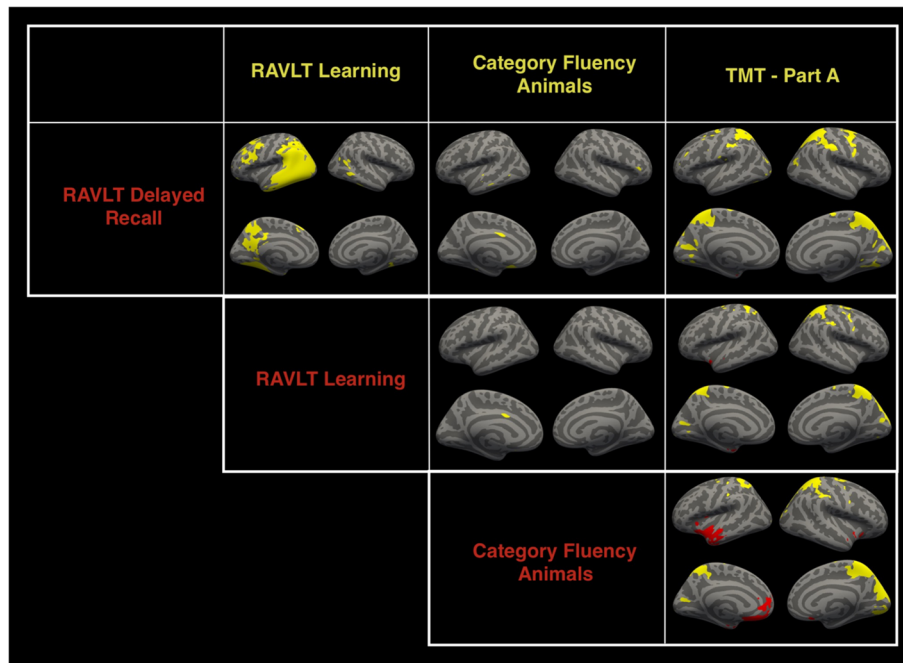 RAVLT Learning
Category Fluency
Animals
TMT - Part A
RAVLT Delayed
Recall
RAVLT Learning
Category Fluency
Animals